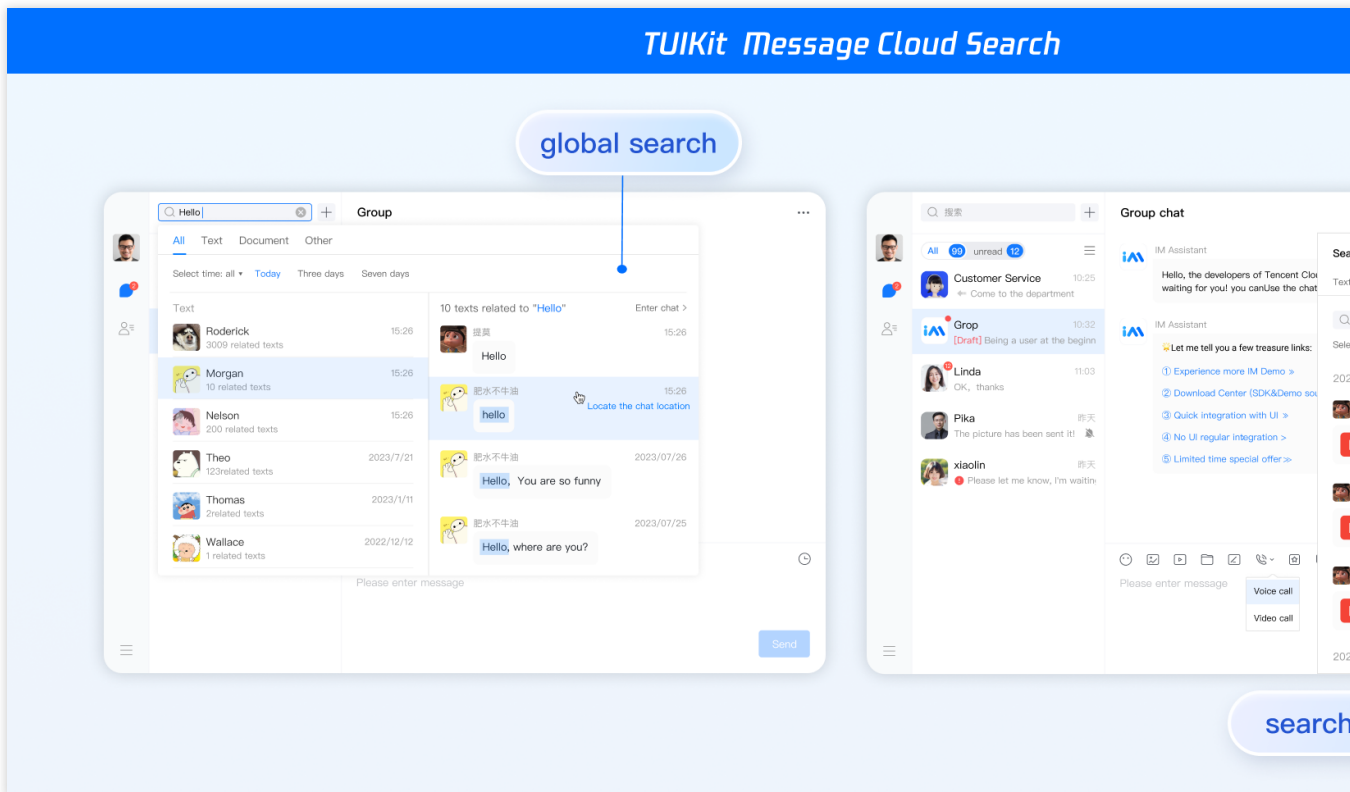 TUIKit Message Cloud Search
global search
Hello
Group
All Text Document Other
Select time: all Today Three days Seven days
Text
Roderick 15:26
3009 related texts
Morgan 15:26
10 related texts
Nelson 15:26
200 related texts
Theo 2023/7/21
123related texts
Thomas 2023/1/11
2related texts
Wallace 2022/12/12
1 related texts
10 texts related to "Hello" Enter chat >
提莫 15:26
Hello
肥水不牛油 15:26
Locate the chat location
hello
肥水不牛油 2023/07/26
Hello, You are so funny
肥水不牛油 2023/07/25
Hello, where are you?
Please enter message
Send
2
搜索
All 99 unread 12
Customer Service 10:25
Come to the department
Grop 10:32
[Draft] Being a user at the beginn
Linda 11:03
OK, thanks
Pika 昨天
The picture has been sent it!
xiaolin 昨天
Please let me know, I'm waitin
Group chat
IM Assistant
Hello, the developers of Tencent Clo
waiting for you! you canUse the chat
IM Assistant
Let me tell you a few treasure links:
① Experience more IM Demo »
② Download Center (SDK&Demo sou
③ Quick integration with UI »
④ No UI regular integration >
⑤ Limited time special offer >>
Please enter message
Voice call
Video call
Sea
Text
Sele
202
202
search